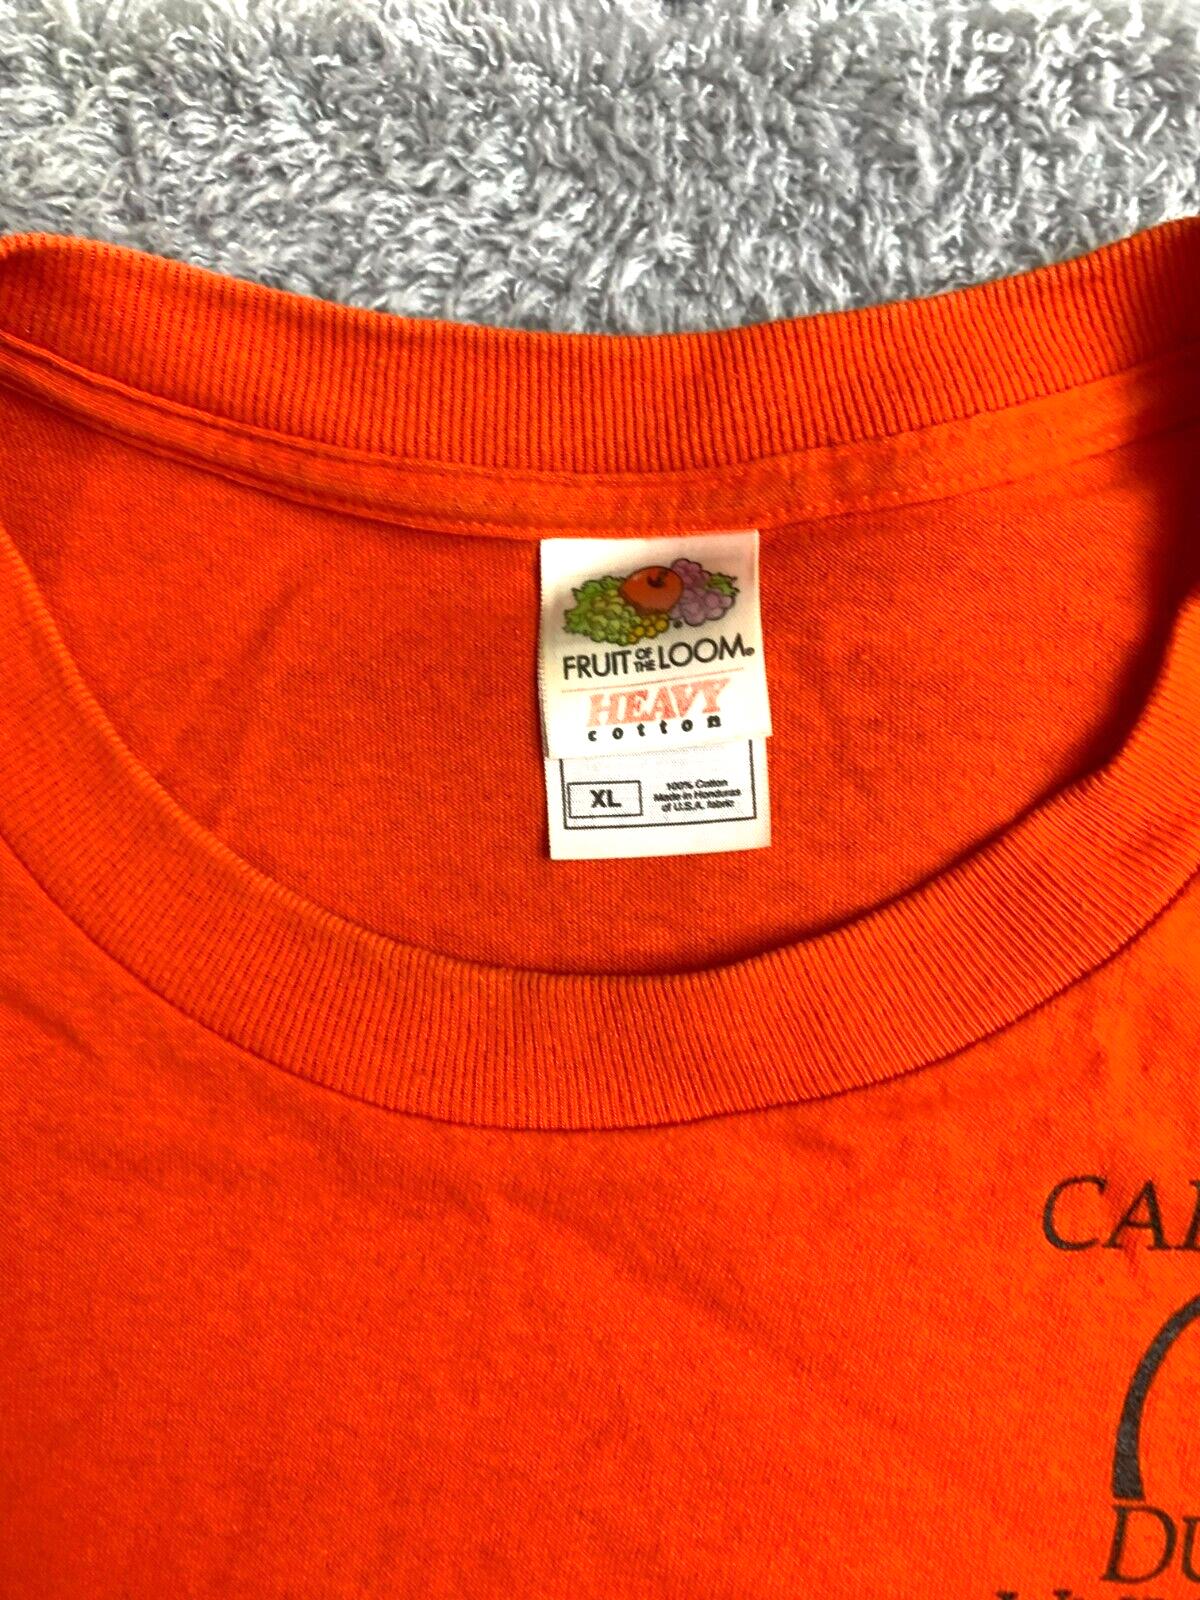 FRUIT OF THE LOOM®
HEAVY
cotton
XL
100% Cotton
Made in Honduras
of U.S.A. fabric
CA
DU